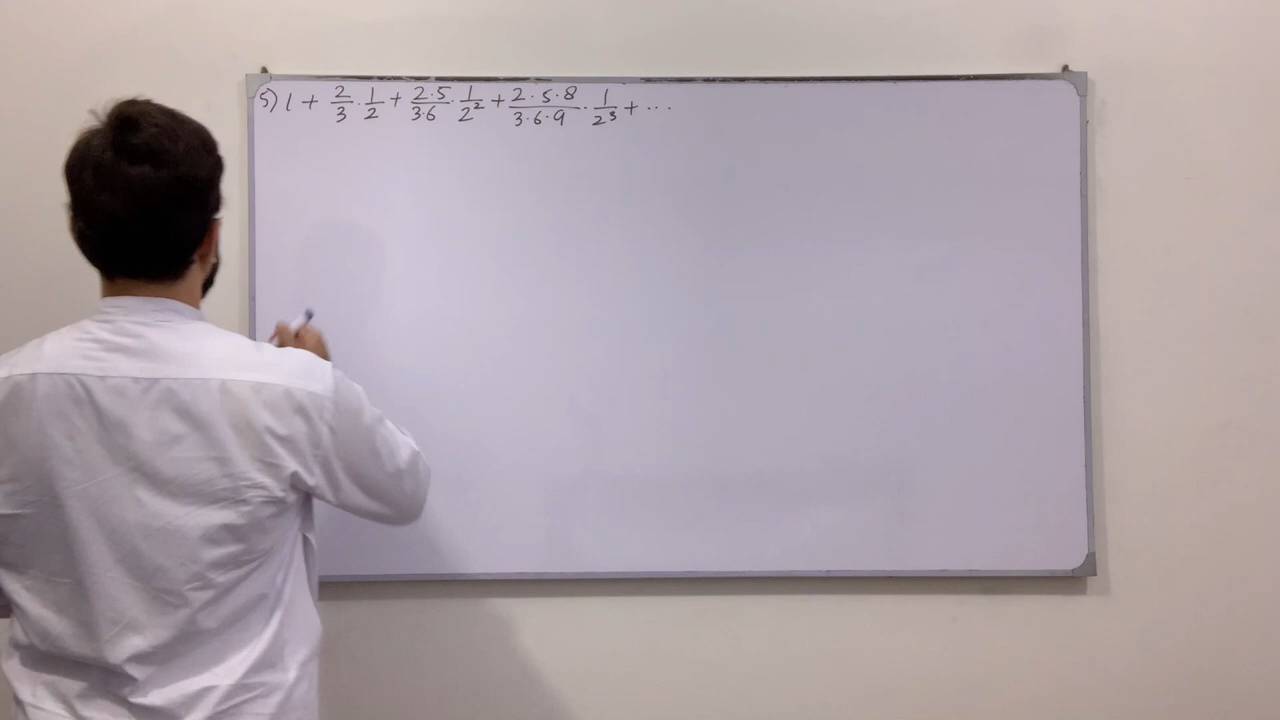 5) 1 + 2/3 · 1/2 + 2·5/3·6 · 1/2² + 2·5·8/3·6·9 · 1/2³ + ···